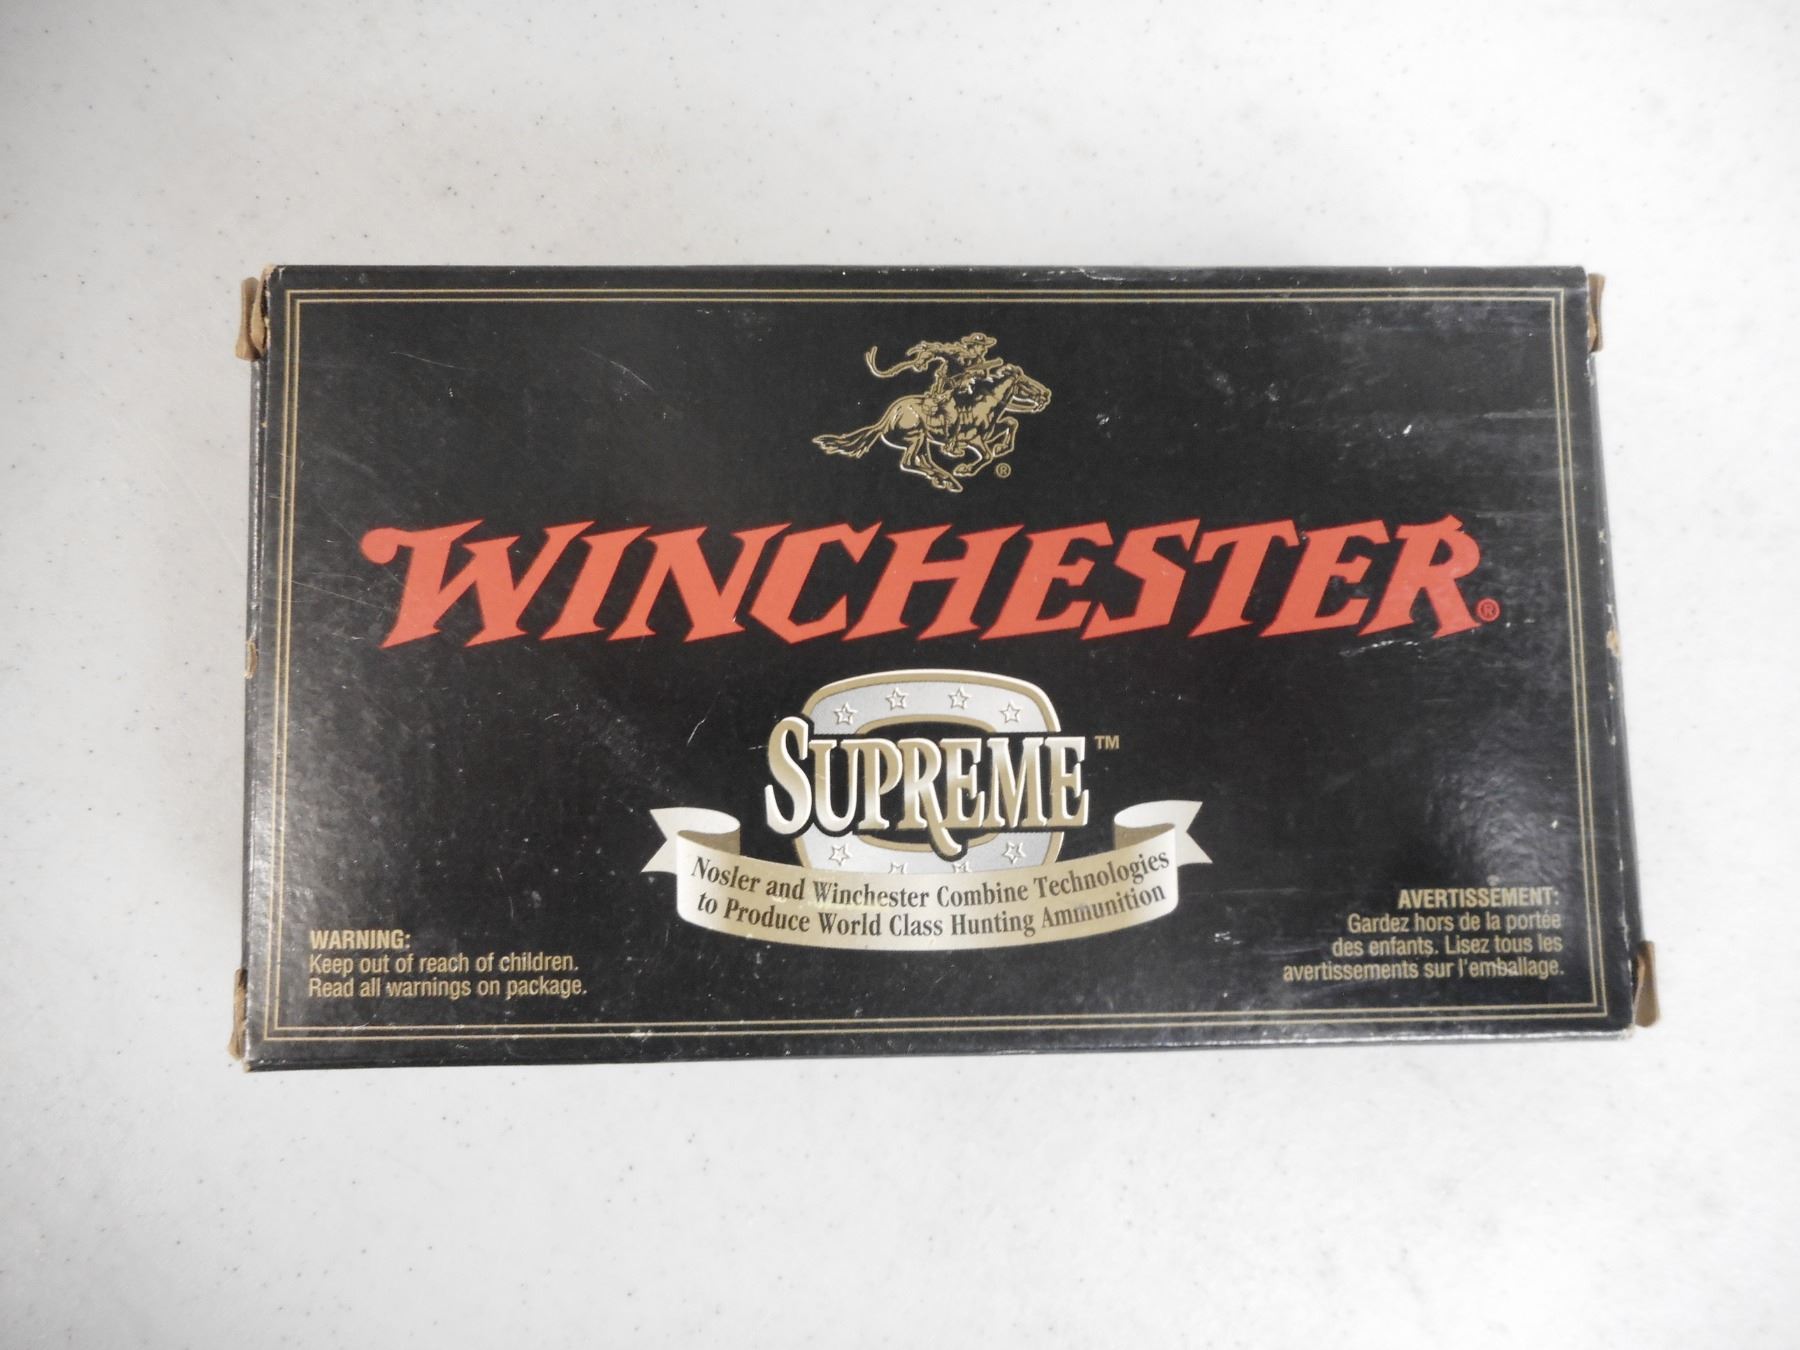 ®
WINCHESTER®
SUPREME™
Nosler and Winchester Combine Technologies
to Produce World Class Hunting Ammunition
WARNING:
Keep out of reach of children.
Read all warnings on package.
AVERTISSEMENT:
Gardez hors de la portée
des enfants. Lisez tous les
avertissements sur l'emballage.